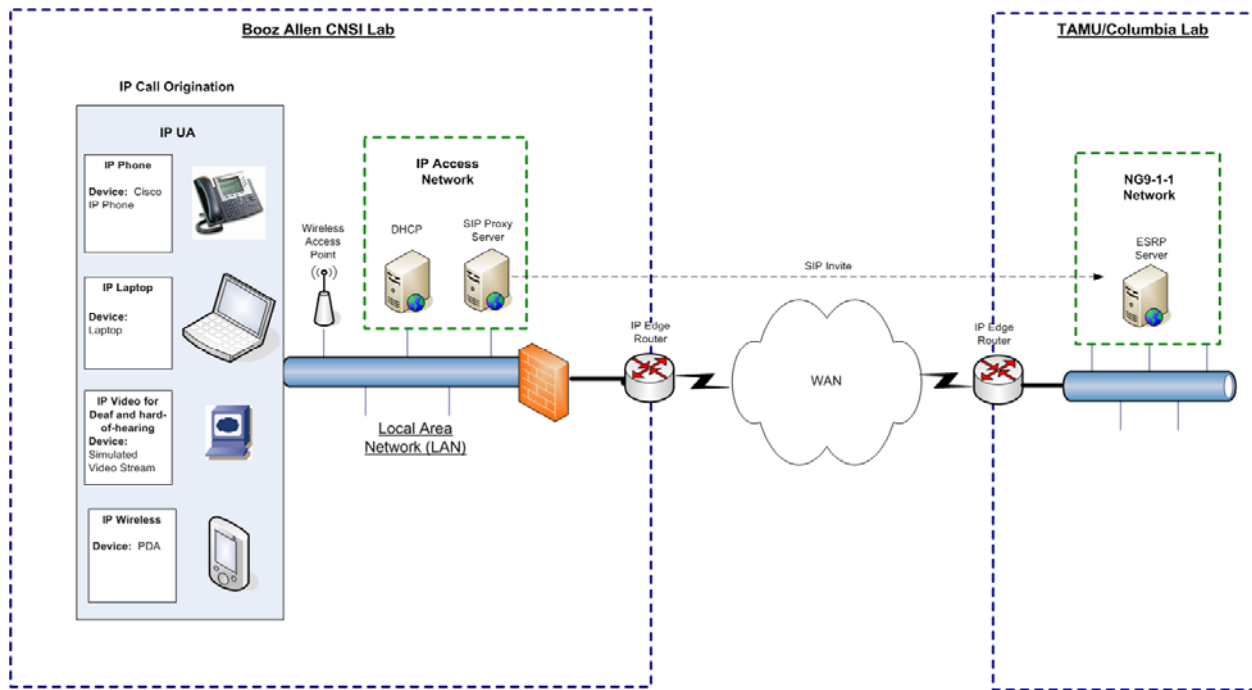 Booz Allen CNSI Lab
TAMU/Columbia Lab
IP Call Origination
IP UA
IP Phone
Device: Cisco
IP Phone
IP Laptop
Device:
Laptop
IP Video for
Deaf and hard-
of-hearing
Device:
Simulated
Video Stream
IP Wireless
Device: PDA
Wireless
Access
Point
IP Access
Network
DHCP
SIP Proxy
Server
Local Area
Network (LAN)
IP Edge
Router
SIP Invite
WAN
IP Edge
Router
NG9-1-1
Network
ESRP
Server